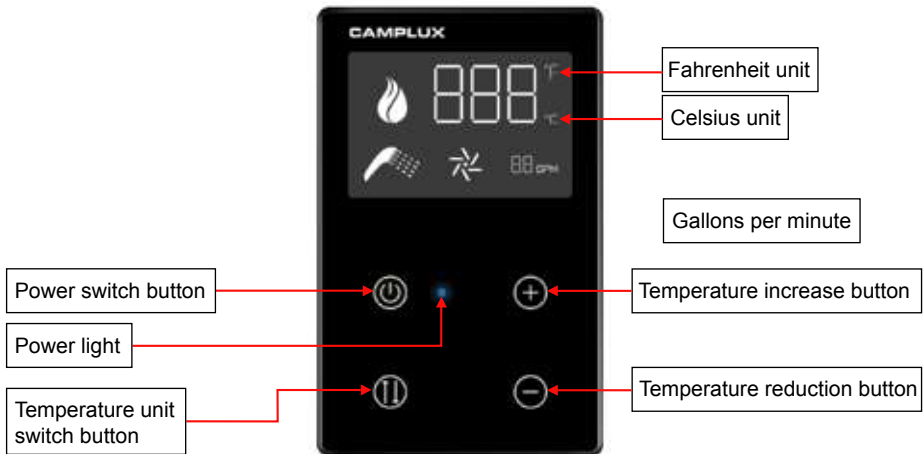 CAMPLUX
888 °F
°C
88 GPM
Fahrenheit unit
Celsius unit
Gallons per minute
Power switch button
Power light
Temperature unit
switch button
Temperature increase button
Temperature reduction button